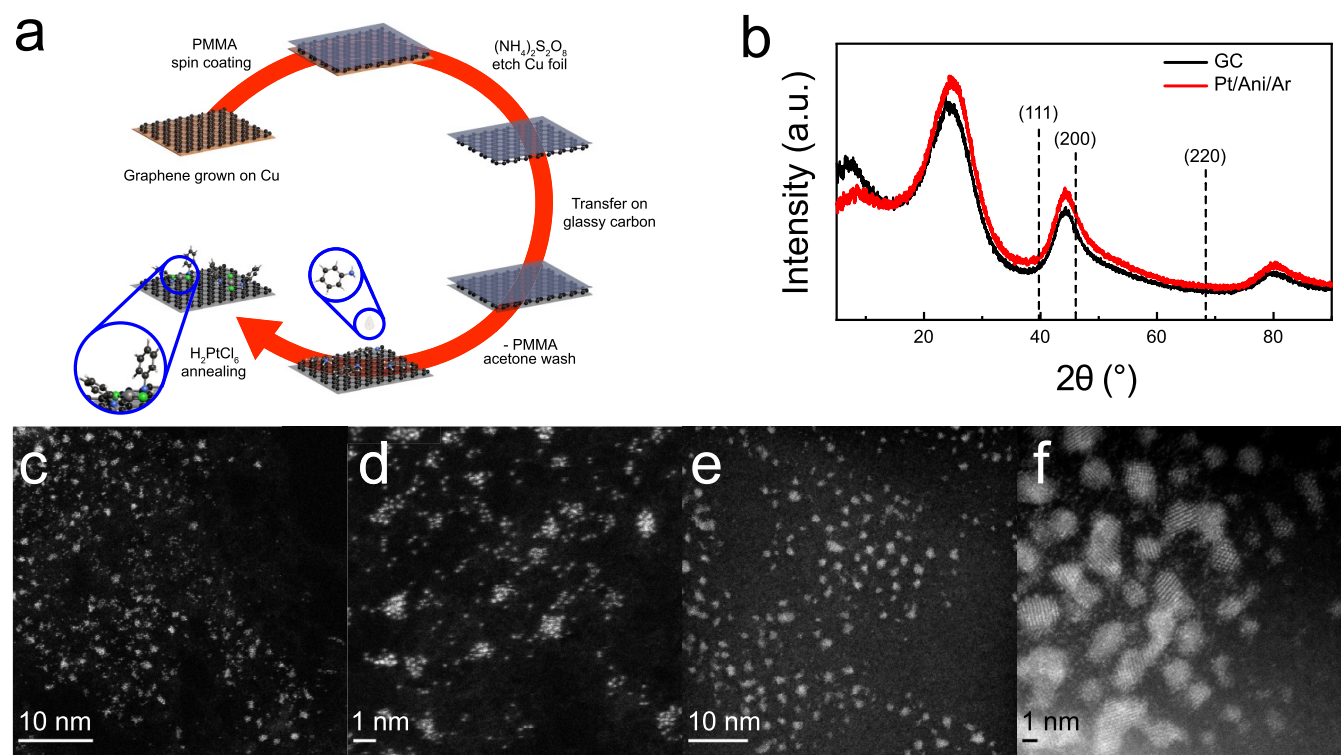 a
PMMA
spin coating
(NH₄)₂S₂O₈
etch Cu foil
Graphene grown on Cu
Transfer on
glassy carbon
- PMMA
acetone wash
H₂PtCl₆
annealing
b
Intensity (a.u.)
GC
Pt/Ani/Ar
(111)
(200)
(220)
20
40
60
80
2θ (°)
c
10 nm
d
1 nm
e
10 nm
f
1 nm